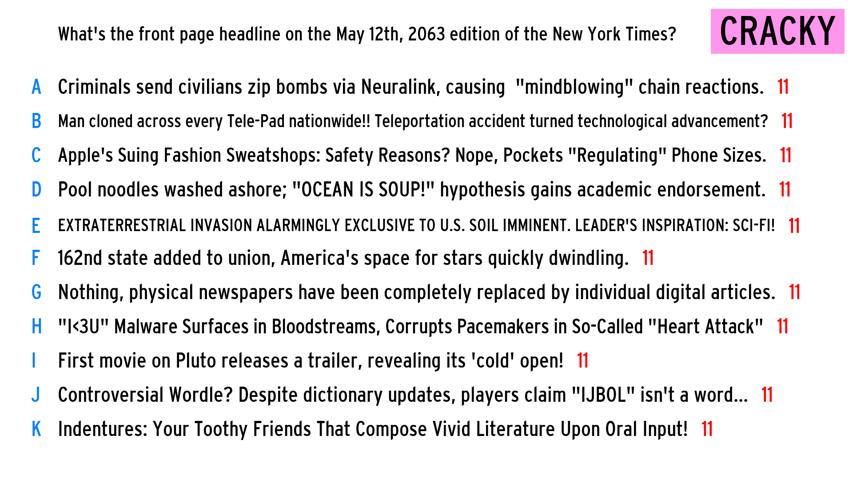 What's the front page headline on the May 12th, 2063 edition of the New York Times?
CRACKY
A Criminals send civilians zip bombs via Neuralink, causing "mindblowing" chain reactions. 11
B Man cloned across every Tele-Pad nationwide!! Teleportation accident turned technological advancement? 11
C Apple's Suing Fashion Sweatshops: Safety Reasons? Nope, Pockets "Regulating" Phone Sizes. 11
D Pool noodles washed ashore; "OCEAN IS SOUP!" hypothesis gains academic endorsement. 11
E EXTRATERRESTRIAL INVASION ALARMINGLY EXCLUSIVE TO U.S. SOIL IMMINENT. LEADER'S INSPIRATION: SCI-FI! 11
F 162nd state added to union, America's space for stars quickly dwindling. 11
G Nothing, physical newspapers have been completely replaced by individual digital articles. 11
H "I<3U" Malware Surfaces in Bloodstreams, Corrupts Pacemakers in So-Called "Heart Attack" 11
I First movie on Pluto releases a trailer, revealing its 'cold' open! 11
J Controversial Wordle? Despite dictionary updates, players claim "IJBOL" isn't a word... 11
K Indentures: Your Toothy Friends That Compose Vivid Literature Upon Oral Input! 11